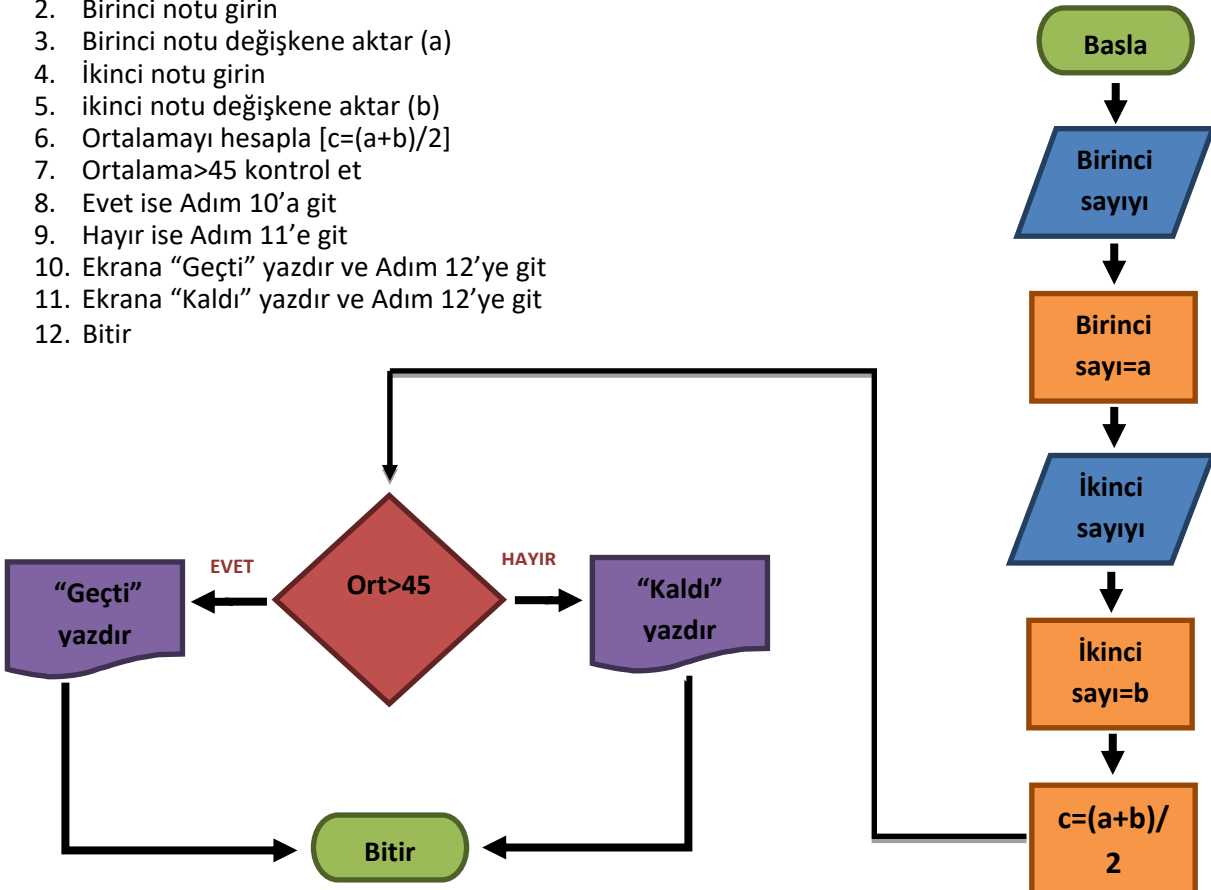 2. Birinci notu girin
3. Birinci notu değişkene aktar (a)
4. İkinci notu girin
5. ikinci notu değişkene aktar (b)
6. Ortalamayı hesapla [c=(a+b)/2]
7. Ortalama>45 kontrol et
8. Evet ise Adım 10’a git
9. Hayır ise Adım 11’e git
10. Ekrana “Geçti” yazdır ve Adım 12’ye git
11. Ekrana “Kaldı” yazdır ve Adım 12’ye git
12. Bitir
Basla
Birinci
sayıyı
Birinci
sayı=a
İkinci
sayıyı
İkinci
sayı=b
c=(a+b)/
2
Ort>45
EVET
HAYIR
“Geçti”
yazdır
“Kaldı”
yazdır
Bitir